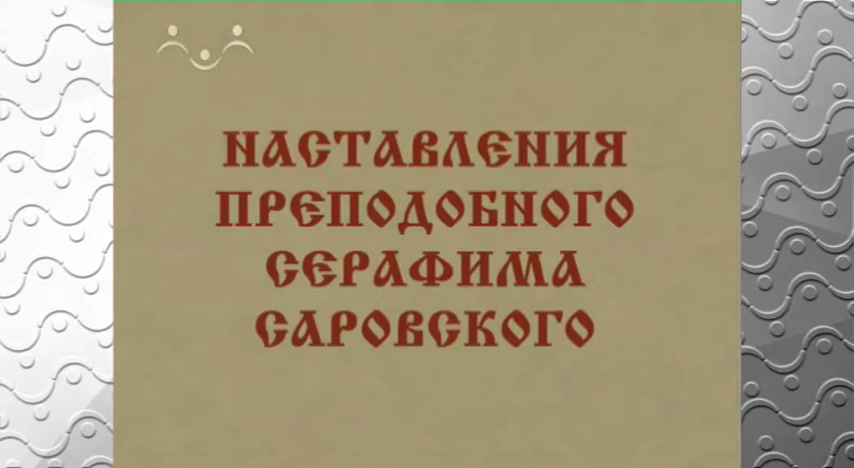 НАСТАВЛЕНИЯ
ПРЕПОДОБНОГО
СЕРАФИМА
САРОВСКОГО